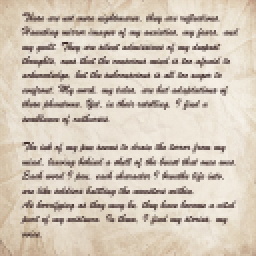 These are not mere nightmares, they are reflections.
Haunting mirror images of my anxieties, my fears, and
my guilt. They are silent admissions of my deepest
thoughts, ones that the conscious mind is too afraid to
acknowledge, but the subconscious is all too eager to
confront. My work, my tales, are but adaptations of
these phantoms. Yet, in their retelling, I find a
semblance of catharsis.
The ink of my pen seems to drain the terror from my
mind, leaving behind a shell of the beast that once was.
Each word I pen, each character I breathe life into,
are like soldiers battling the monsters within.
As horrifying as they may be, they have become a vital
part of my existence. In them, I find my stories, my
voice.